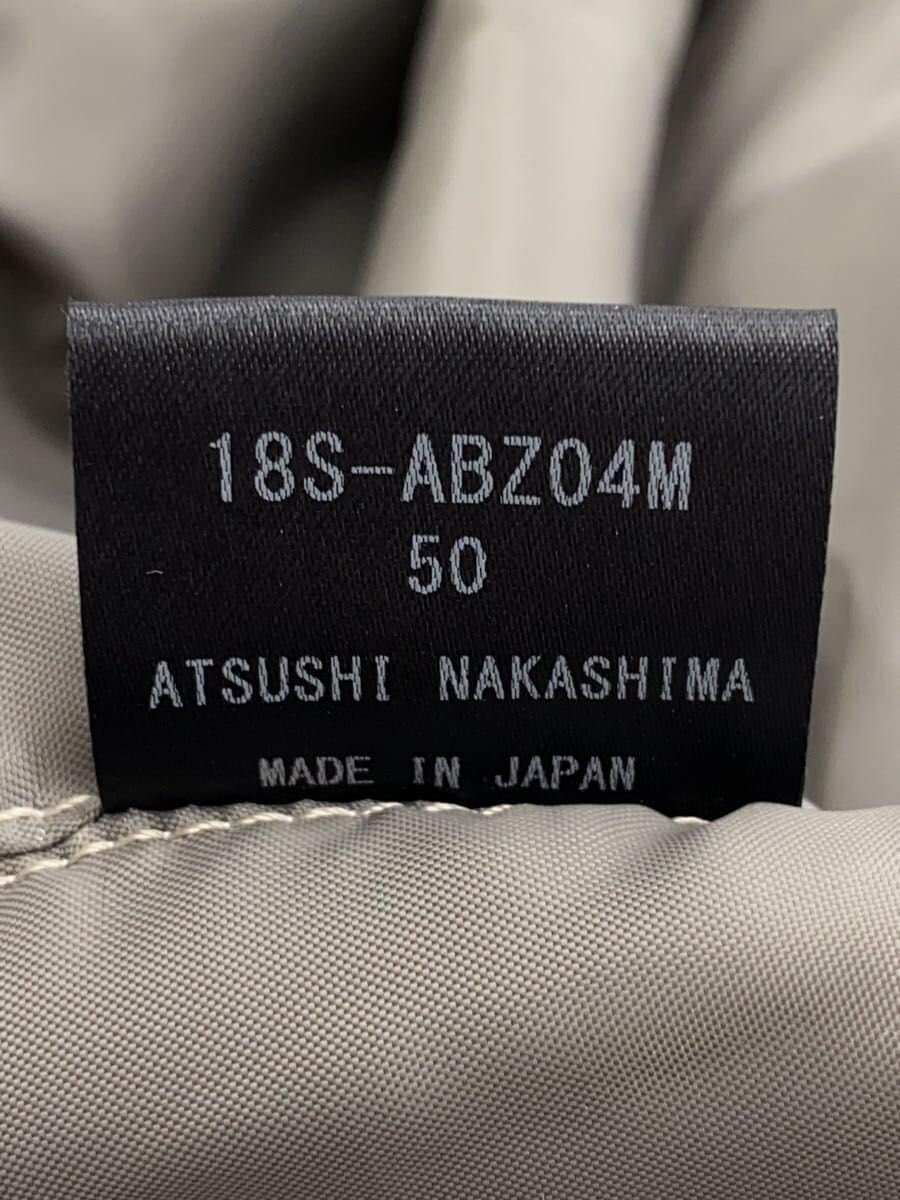 18S-ABZ04M
50
ATSUSHI NAKASHIMA
MADE IN JAPAN